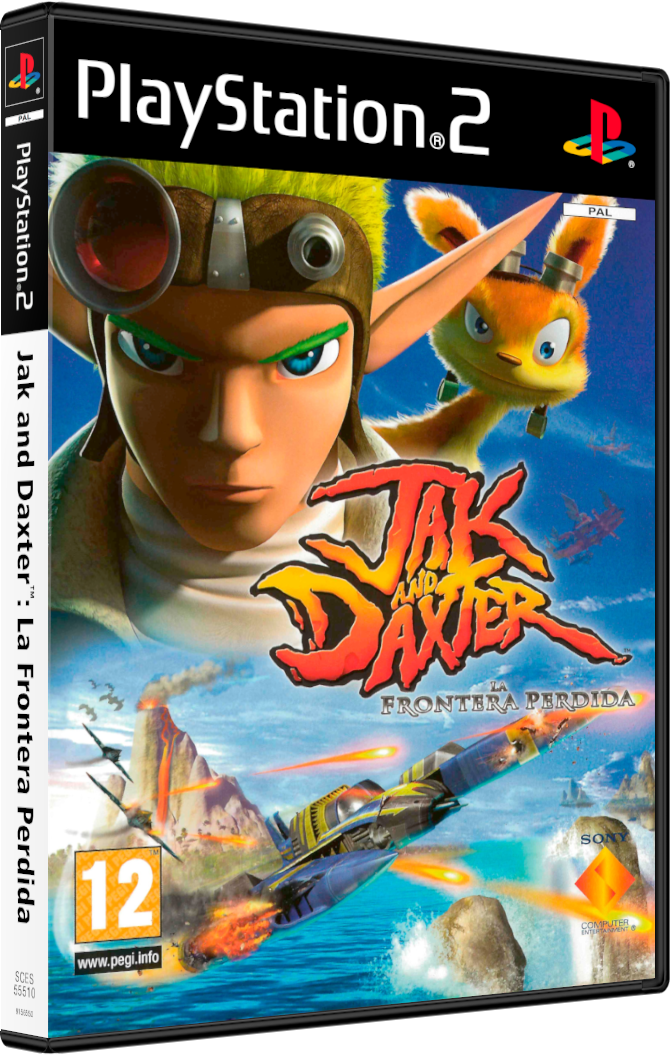 PAL
PlayStation®2
Jak and Daxter™: La Frontera Perdida
SCES
55510
PlayStation®2
®
PAL
JAK
AND
DAXTER
™
LA
FRONTERA PERDIDA
12
www.pegi.info
SONY
COMPUTER
ENTERTAINMENT ®